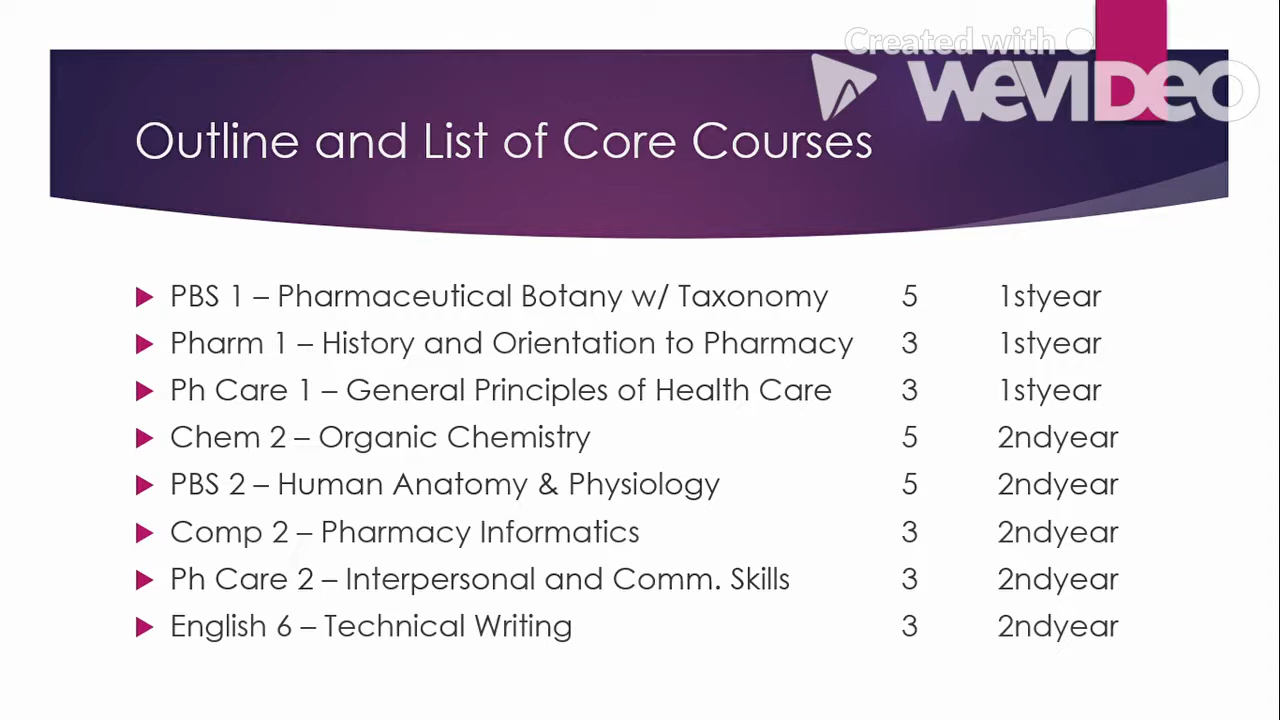 Created with
WeVideo
Outline and List of Core Courses
PBS 1 – Pharmaceutical Botany w/ Taxonomy 5 1styear
Pharm 1 – History and Orientation to Pharmacy 3 1styear
Ph Care 1 – General Principles of Health Care 3 1styear
Chem 2 – Organic Chemistry 5 2ndyear
PBS 2 – Human Anatomy & Physiology 5 2ndyear
Comp 2 – Pharmacy Informatics 3 2ndyear
Ph Care 2 – Interpersonal and Comm. Skills 3 2ndyear
English 6 – Technical Writing 3 2ndyear